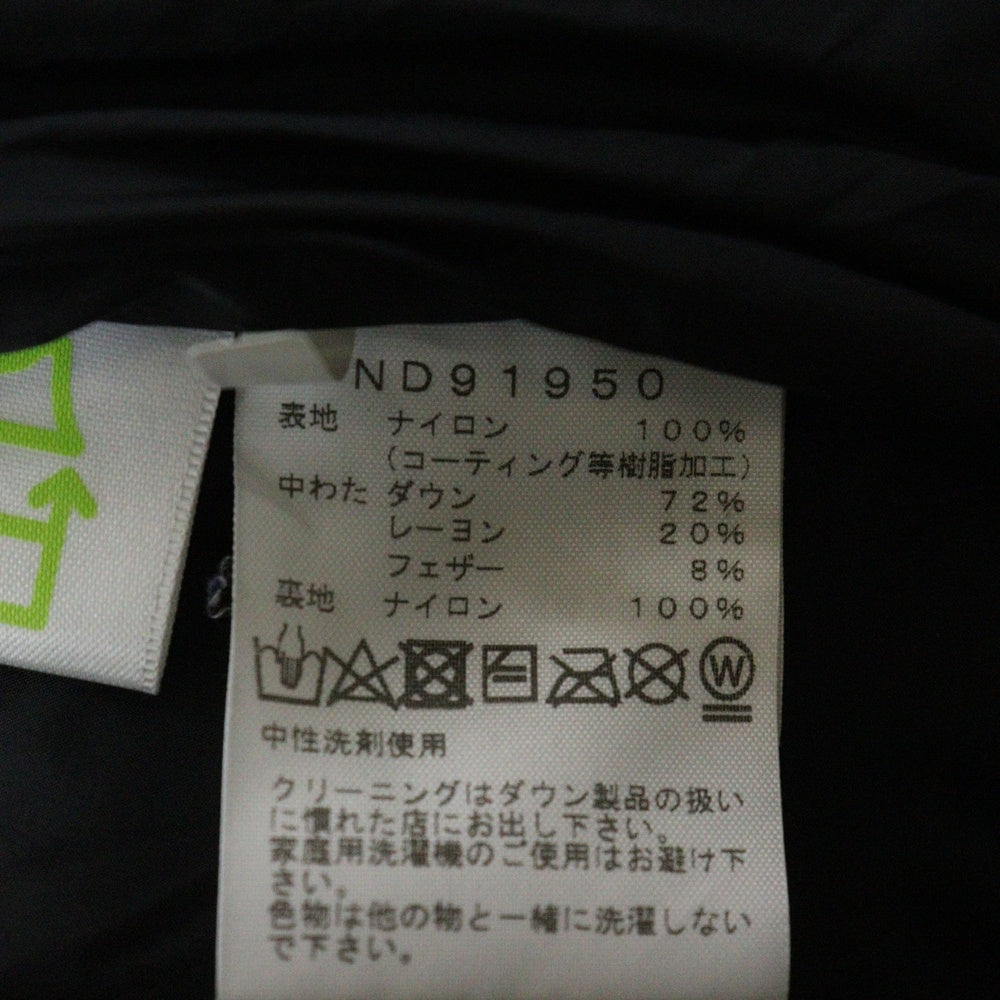 ND91950
表地 ナイロン 100%
(コーティング等樹脂加工)
中わた ダウン 72%
レーヨン 20%
フェザー 8%
裏地 ナイロン 100%
W
中性洗剤使用
クリーニングはダウン製品の扱い
に慣れた店にお出し下さい。
家庭用洗濯機のご使用はお避け下
さい。
色物は他の物と一緒に洗濯しない
で下さい。